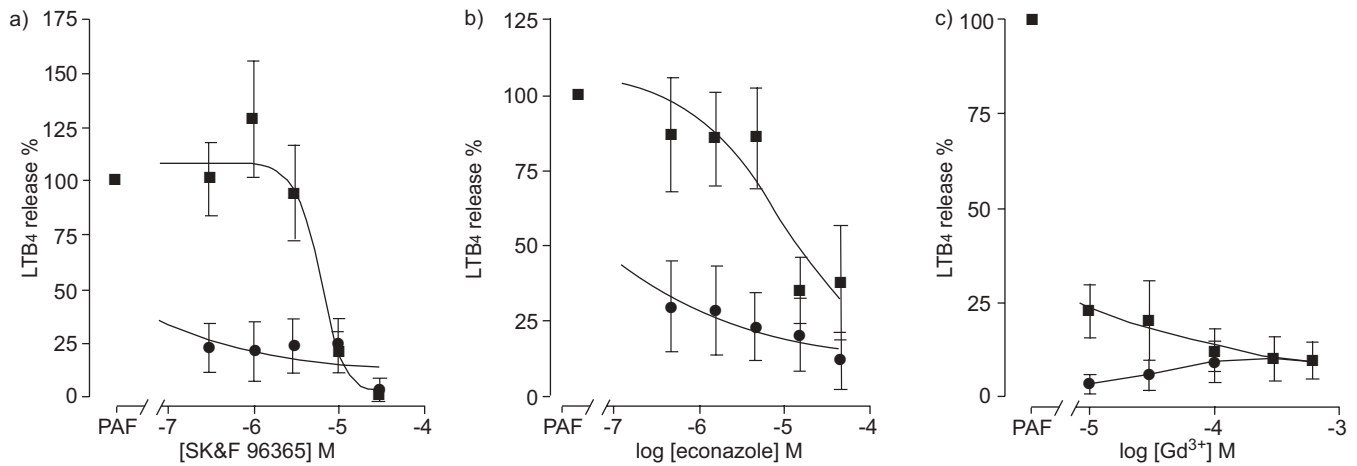 a)
175
150
125
100
75
50
25
0
LTB4 release %
PAF
-7
-6
-5
-4
[SK&F 96365] M
b)
125
100
75
50
25
0
LTB4 release %
PAF
-7
-6
-5
-4
log [econazole] M
c)
100
75
50
25
0
LTB4 release %
PAF
-5
-4
-3
log [Gd³⁺] M